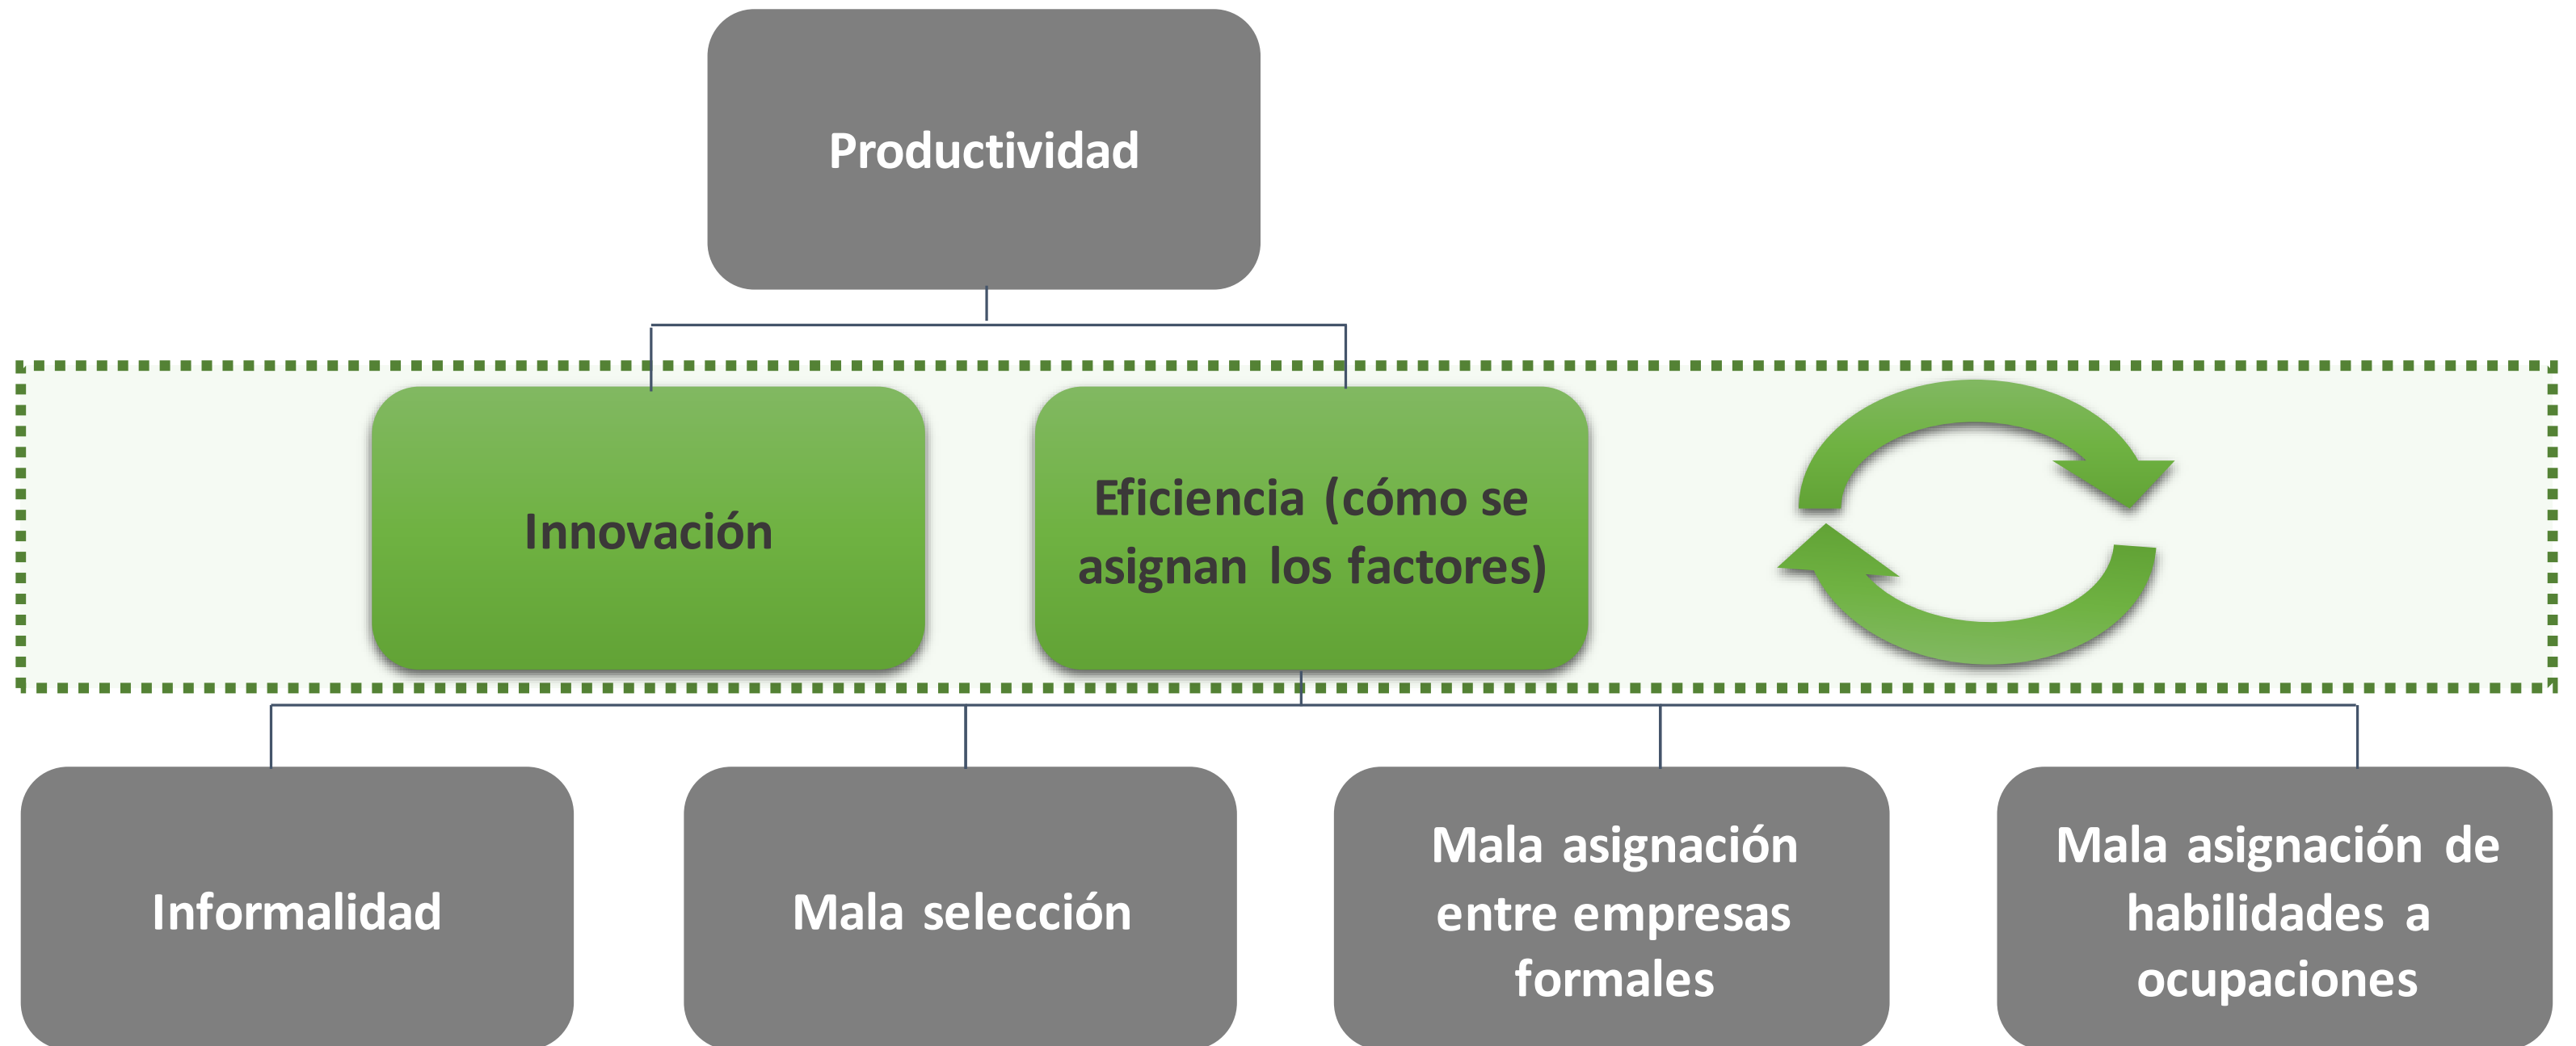 Productividad
Innovación
Eficiencia (cómo se
asignan los factores)
Informalidad
Mala selección
Mala asignación
entre empresas
formales
Mala asignación de
habilidades a
ocupaciones